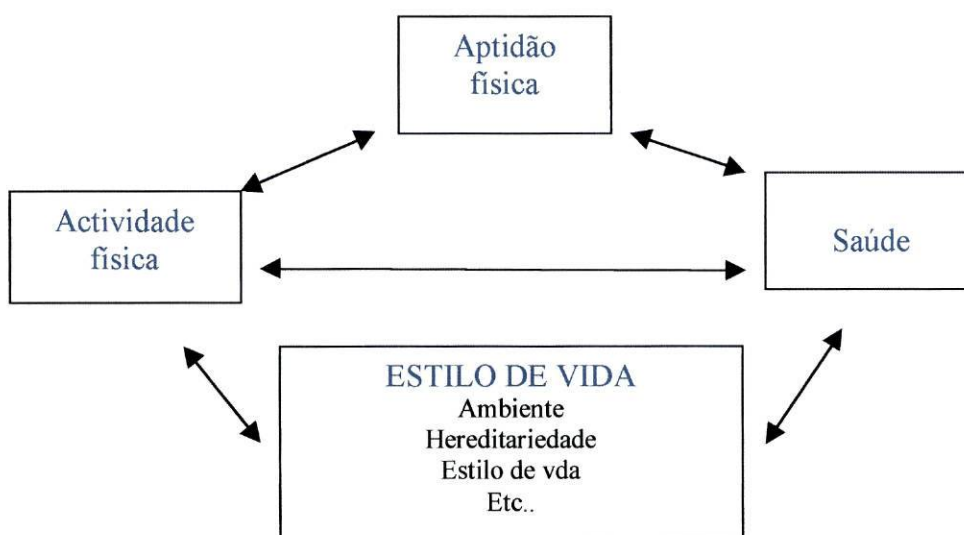 Aptidão
física
Actividade
física
Saúde
ESTILO DE VIDA
Ambiente
Hereditariedade
Estilo de vda
Etc..